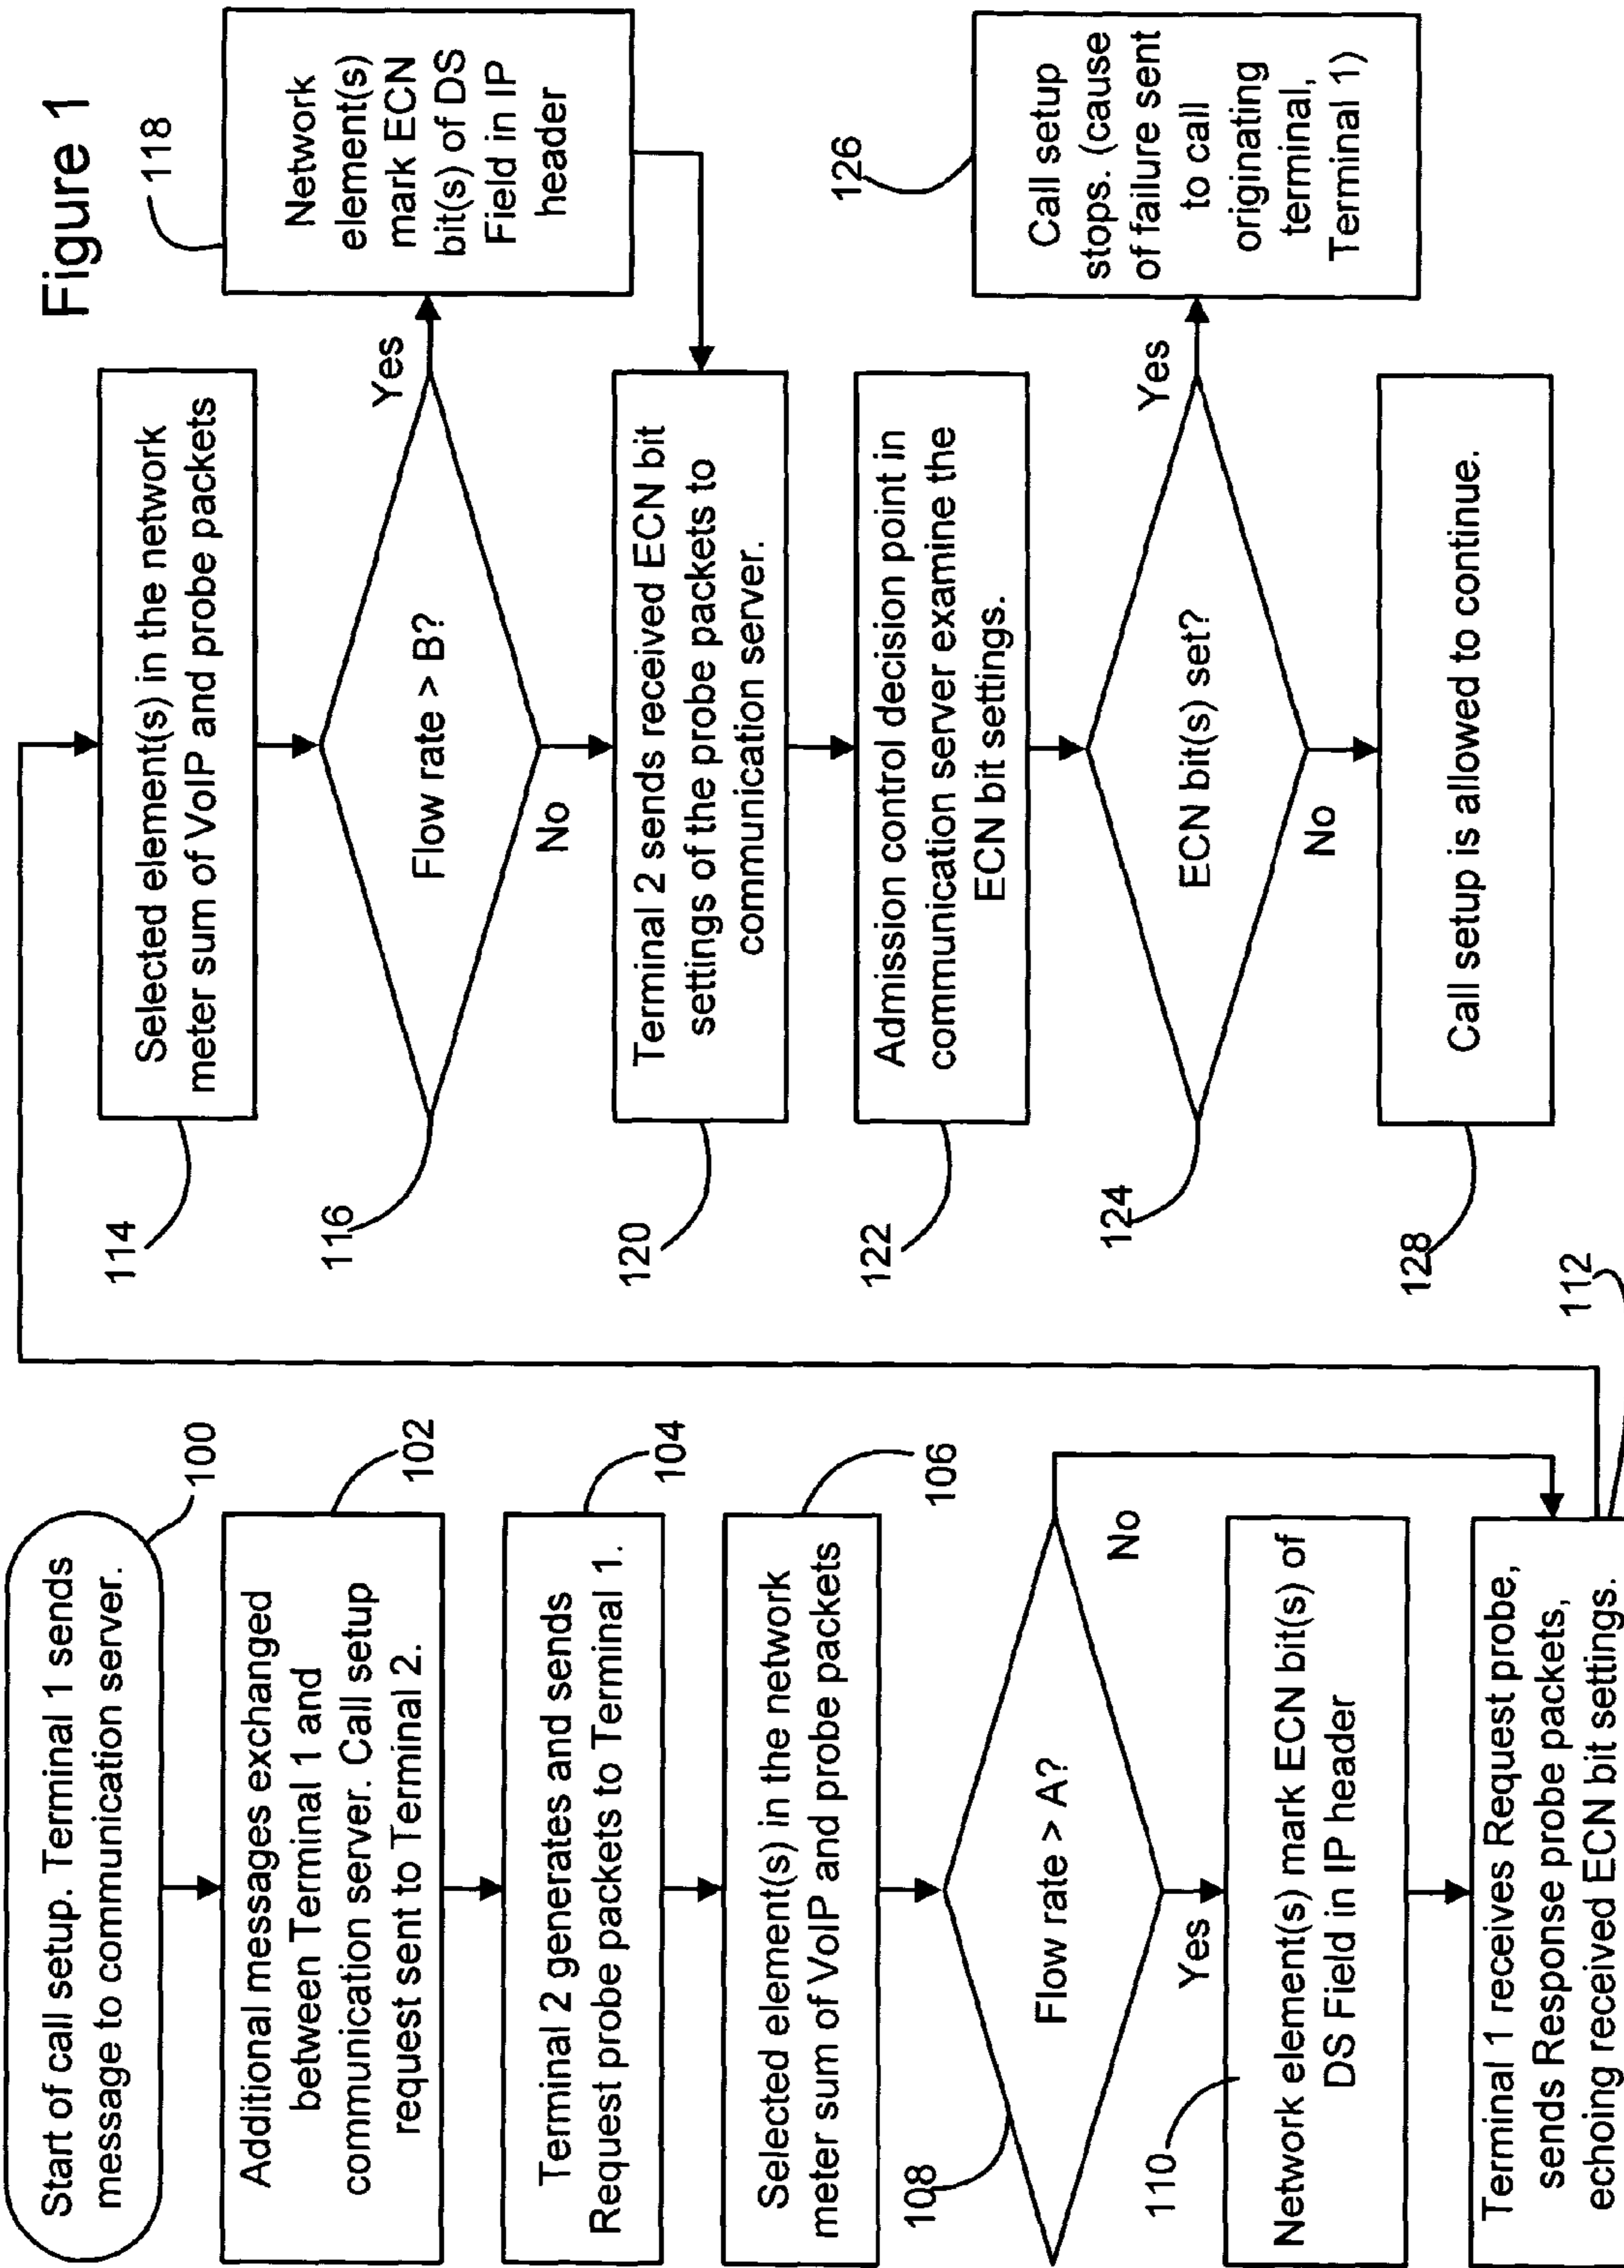 Figure 1
Start of call setup. Terminal 1 sends
message to communication server.
100
Additional messages exchanged
between Terminal 1 and
communication server. Call setup
request sent to Terminal 2.
102
Terminal 2 generates and sends
Request probe packets to Terminal 1.
104
Selected element(s) in the network
meter sum of VoIP and probe packets
106
Flow rate > A?
108
No
Yes
Network element(s) mark ECN bit(s) of
DS Field in IP header
110
Terminal 1 receives Request probe,
sends Response probe packets,
echoing received ECN bit settings.
112
Selected element(s) in the network
meter sum of VoIP and probe packets
114
Flow rate > B?
116
Yes
No
Network
element(s)
mark ECN
bit(s) of DS
Field in IP
header
118
Terminal 2 sends received ECN bit
settings of the probe packets to
communication server.
120
Admission control decision point in
communication server examine the
ECN bit settings.
122
ECN bit(s) set?
124
Yes
No
Call setup
stops. (cause
of failure sent
to call
originating
terminal,
Terminal 1)
126
Call setup is allowed to continue.
128